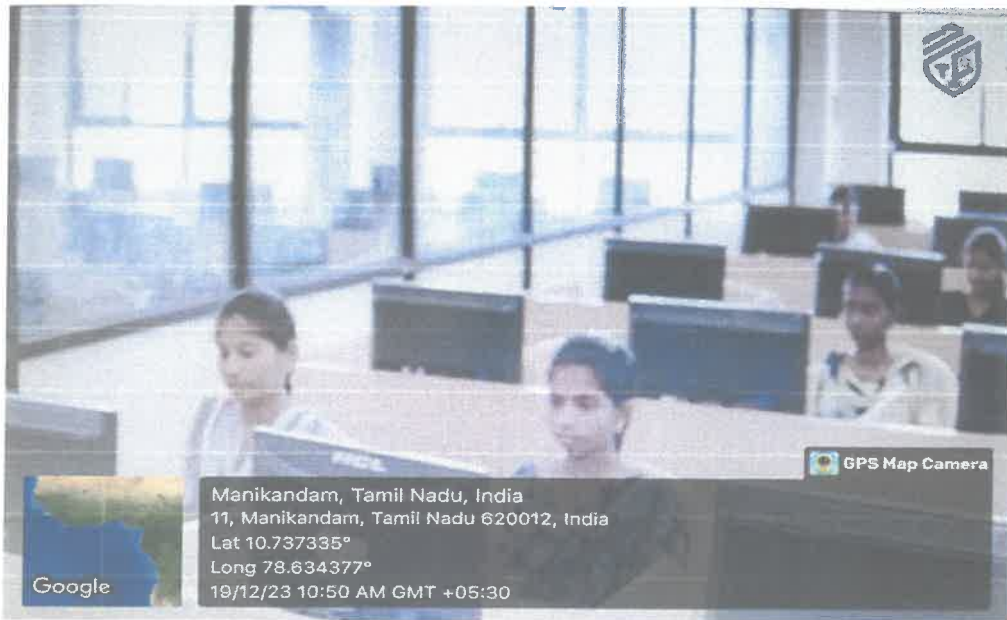 GPS Map Camera
Manikandam, Tamil Nadu, India
11, Manikandam, Tamil Nadu 620012, India
Lat 10.737335°
Long 78.634377°
19/12/23 10:50 AM GMT +05:30
Google